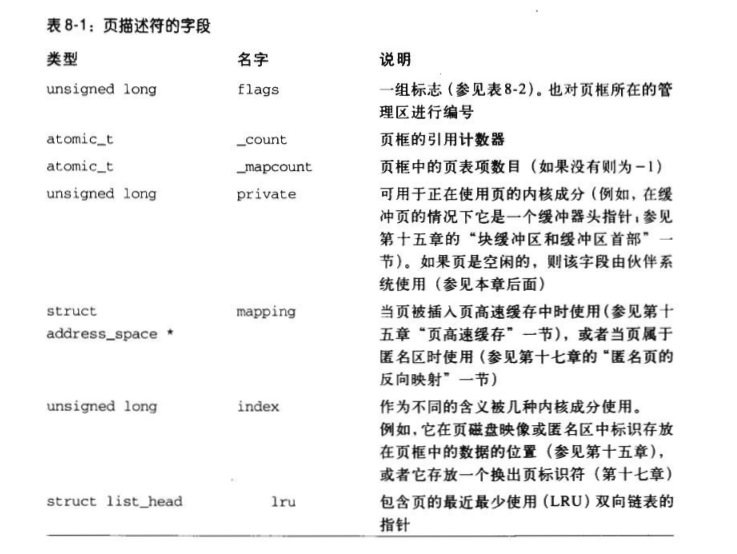 表8-1：页描述符的字段
类型 名字 说明
unsigned long flags 一组标志（参见表8-2）。也对页框所在的管
理区进行编号
atomic_t _count 页框的引用计数器
atomic_t _mapcount 页框中的页表项数目（如果没有则为-1）
unsigned long private 可用于正在使用页的内核成分（例如，在缓
冲页的情况下它是一个缓冲器头指针；参见
第十五章的“块缓冲区和缓冲区首部”一
节）。如果页是空闲的，则该字段由伙伴系
统使用（参见本章后面）
struct mapping 当页被插入页高速缓存中时使用（参见第十
address_space * 五章“页高速缓存”一节），或者当页属于
匿名区时使用（参见第十七章的“匿名页的
反向映射”一节）
unsigned long index 作为不同的含义被几种内核成分使用。
例如，它在页磁盘映像或匿名区中标识存放
在页框中的数据的位置（参见第十五章），
或者它存放一个换出页标识符（第十七章）
struct list_head lru 包含页的最近最少使用（LRU）双向链表的
指针